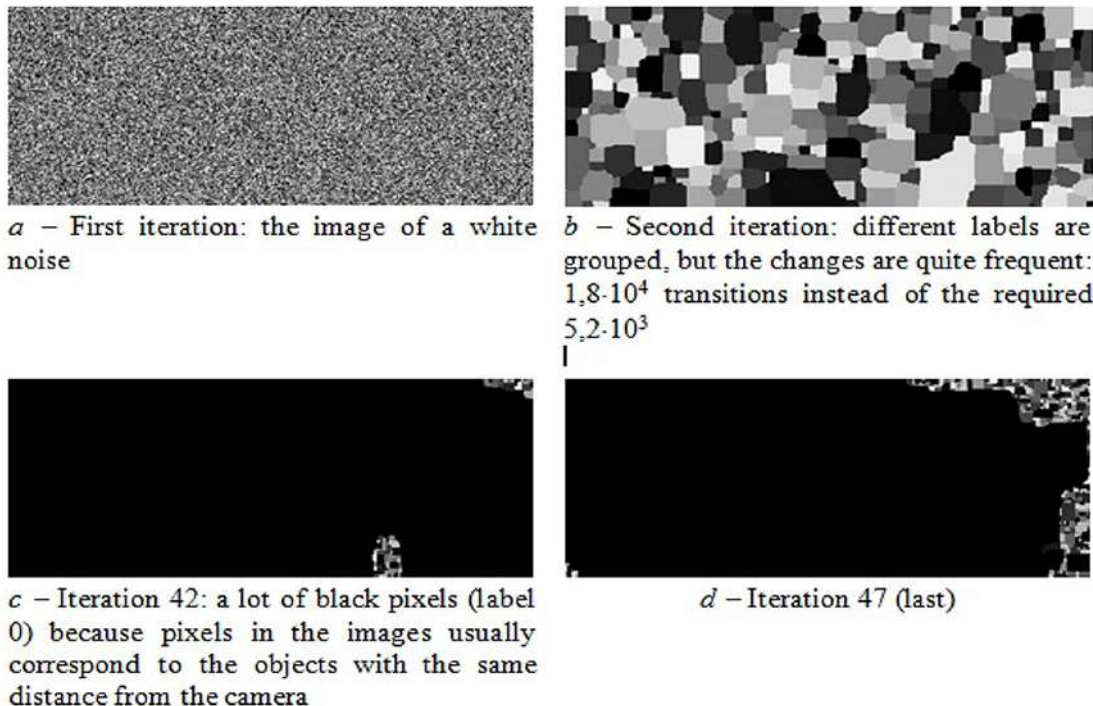 a – First iteration: the image of a white
noise
b – Second iteration: different labels are
grouped, but the changes are quite frequent:
1,8·10⁴ transitions instead of the required
5,2·10³
c – Iteration 42: a lot of black pixels (label
0) because pixels in the images usually
correspond to the objects with the same
distance from the camera
d – Iteration 47 (last)